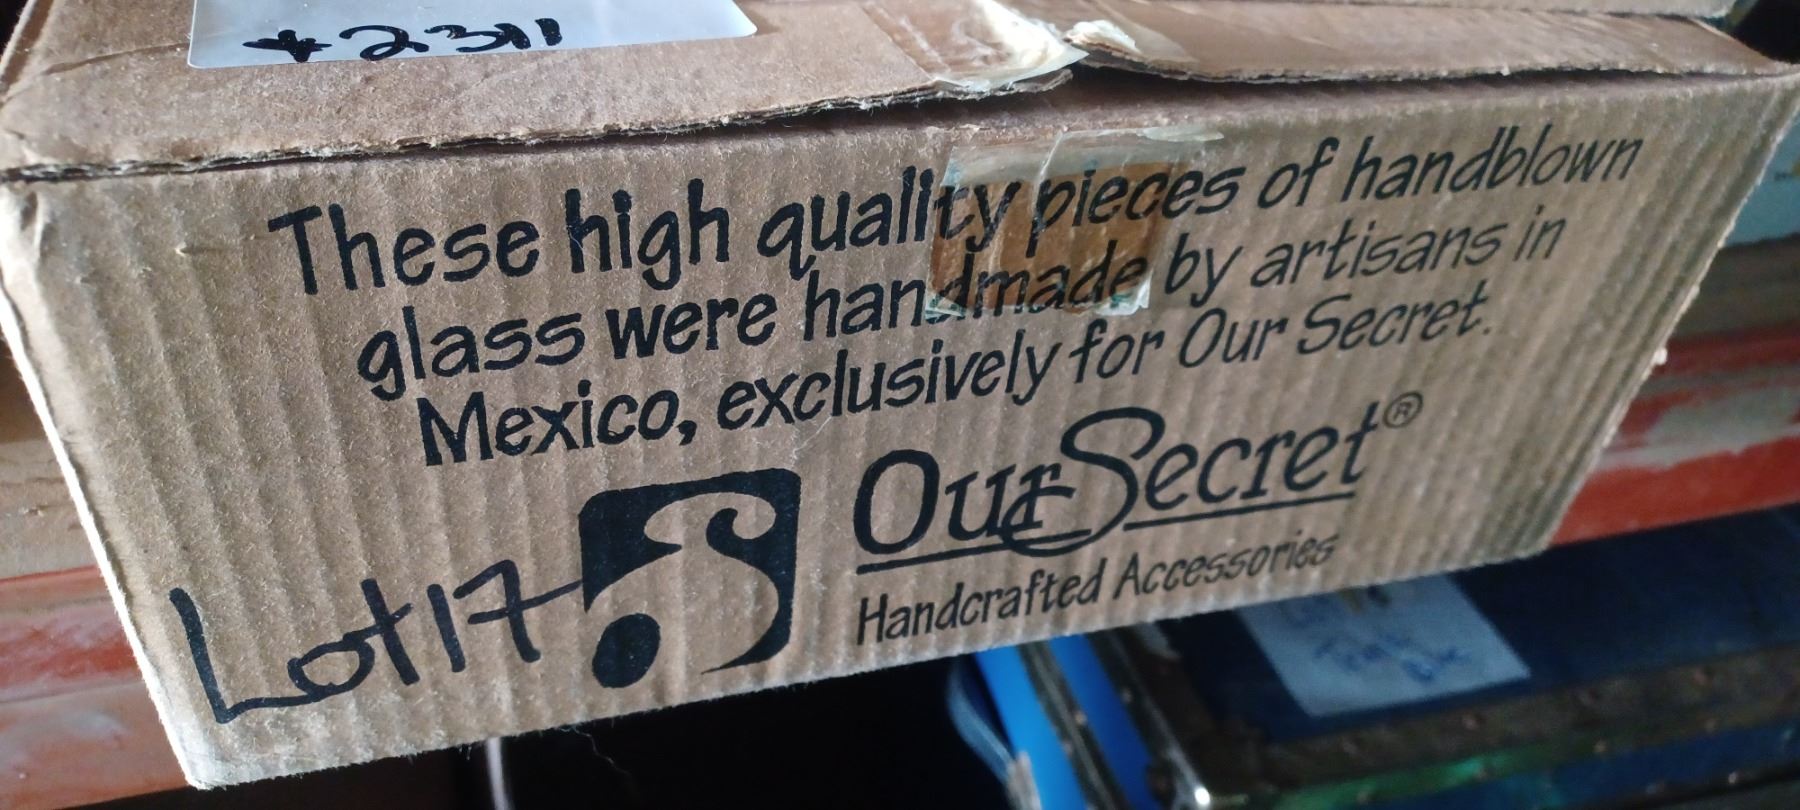 +2311
These high quality pieces of handblown
glass were handmade by artisans in
Mexico, exclusively for Our Secret.
Our Secret®
Handcrafted Accessories
Lot 17